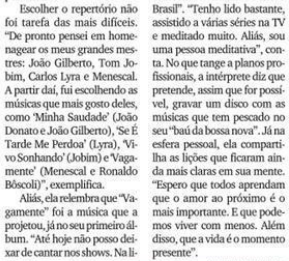 Escolher o repertório não
foi tarefa das mais difíceis.
“De pronto pensei em home-
nagear os meus grandes mes-
tres: João Gilberto, Tom Jo-
bim, Carlos Lyra e Menescal.
A partir daí, fui escolhendo as
músicas que mais gosto deles,
como ‘Minha Saudade’ (João
Donato e João Gilberto), ‘Se É
Tarde Me Perdoa’ (Lyra), ‘Vi-
vo Sonhando’ (Jobim) e ‘Vaga-
mente’ (Menescal e Ronaldo
Bôscoli)”, exemplifica.
Aliás, ela relembra que “Va-
gamente” foi a música que a
projetou, já no seu primeiro ál-
bum. “Até hoje não posso dei-
xar de cantar nos shows. Na li-
Brasil”. “Tenho lido bastante,
assistido a várias séries na TV
e meditado muito. Aliás, sou
uma pessoa meditativa”, con-
ta. No que tange a planos pro-
fissionais, a intérprete diz que
pretende, assim que for possí-
vel, gravar um disco com as
músicas que tem pescado no
seu “baú da bossa nova”. Já na
esfera pessoal, ela comparti-
lha as lições que ficaram ain-
da mais claras em sua mente.
“Espero que todos aprendam
que o amor ao próximo é o
mais importante. E que pode-
mos viver com menos. Além
disso, que a vida é o momento
presente”.